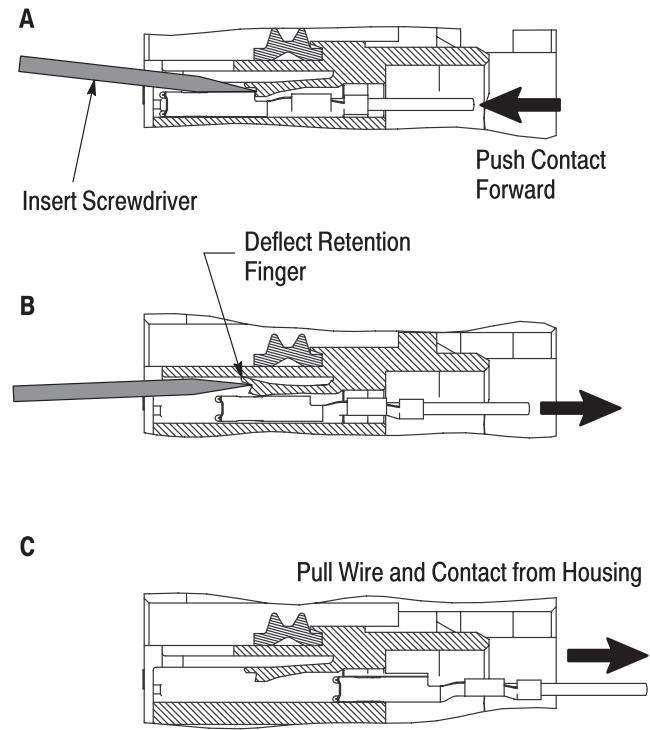 A
Push Contact
Forward
Insert Screwdriver
Deflect Retention
Finger
B
C
Pull Wire and Contact from Housing